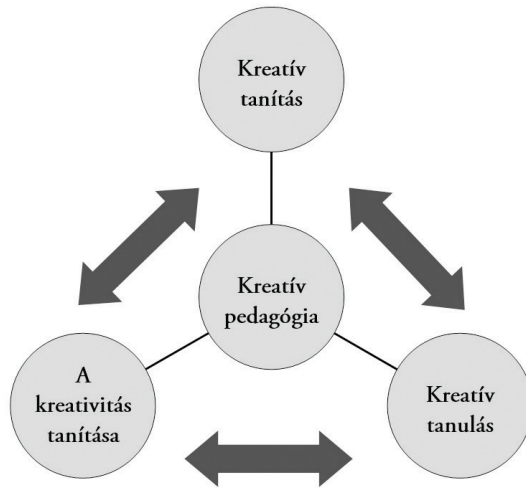 Kreatív
tanítás
Kreatív
pedagógia
A
kreativitás
tanítása
Kreatív
tanulás